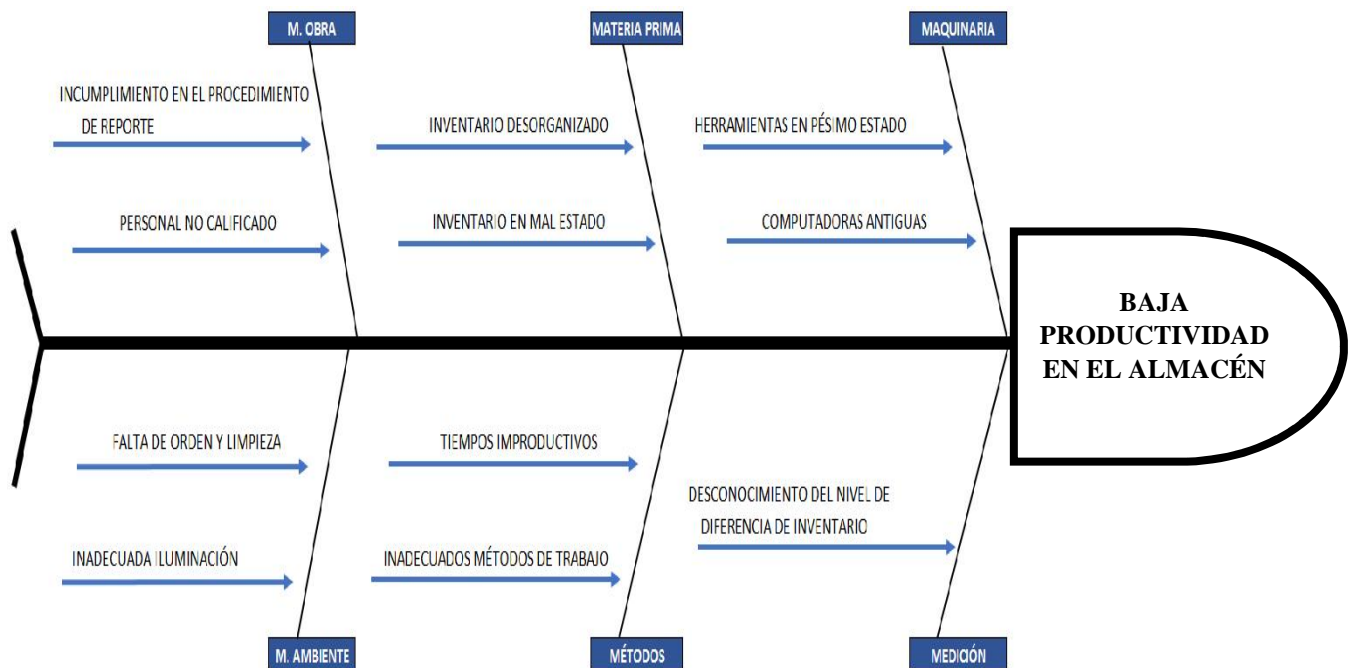 M. OBRA
MATERIA PRIMA
MAQUINARIA
INCUMPLIMIENTO EN EL PROCEDIMIENTO
DE REPORTE
INVENTARIO DESORGANIZADO
HERRAMIENTAS EN PÉSIMO ESTADO
PERSONAL NO CALIFICADO
INVENTARIO EN MAL ESTADO
COMPUTADORAS ANTIGUAS
BAJA
PRODUCTIVIDAD
EN EL ALMACÉN
FALTA DE ORDEN Y LIMPIEZA
TIEMPOS IMPRODUCTIVOS
DESCONOCIMIENTO DEL NIVEL DE
DIFERENCIA DE INVENTARIO
INADECUADA ILUMINACIÓN
INADECUADOS MÉTODOS DE TRABAJO
M. AMBIENTE
MÉTODOS
MEDICIÓN